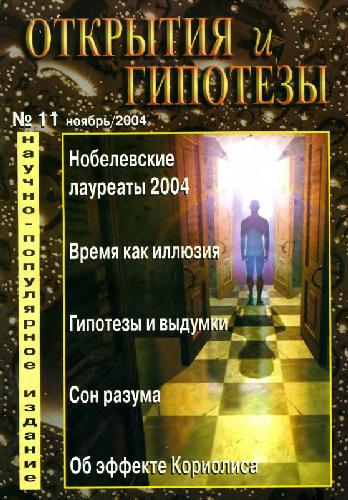 ОТКРЫТИЯ и
ГИПОТЕЗЫ
№ 11 ноябрь/2004
научно-популярное издание
Нобелевские
лауреаты 2004
Время как иллюзия
Гипотезы и выдумки
Сон разума
Об эффекте Кориолиса